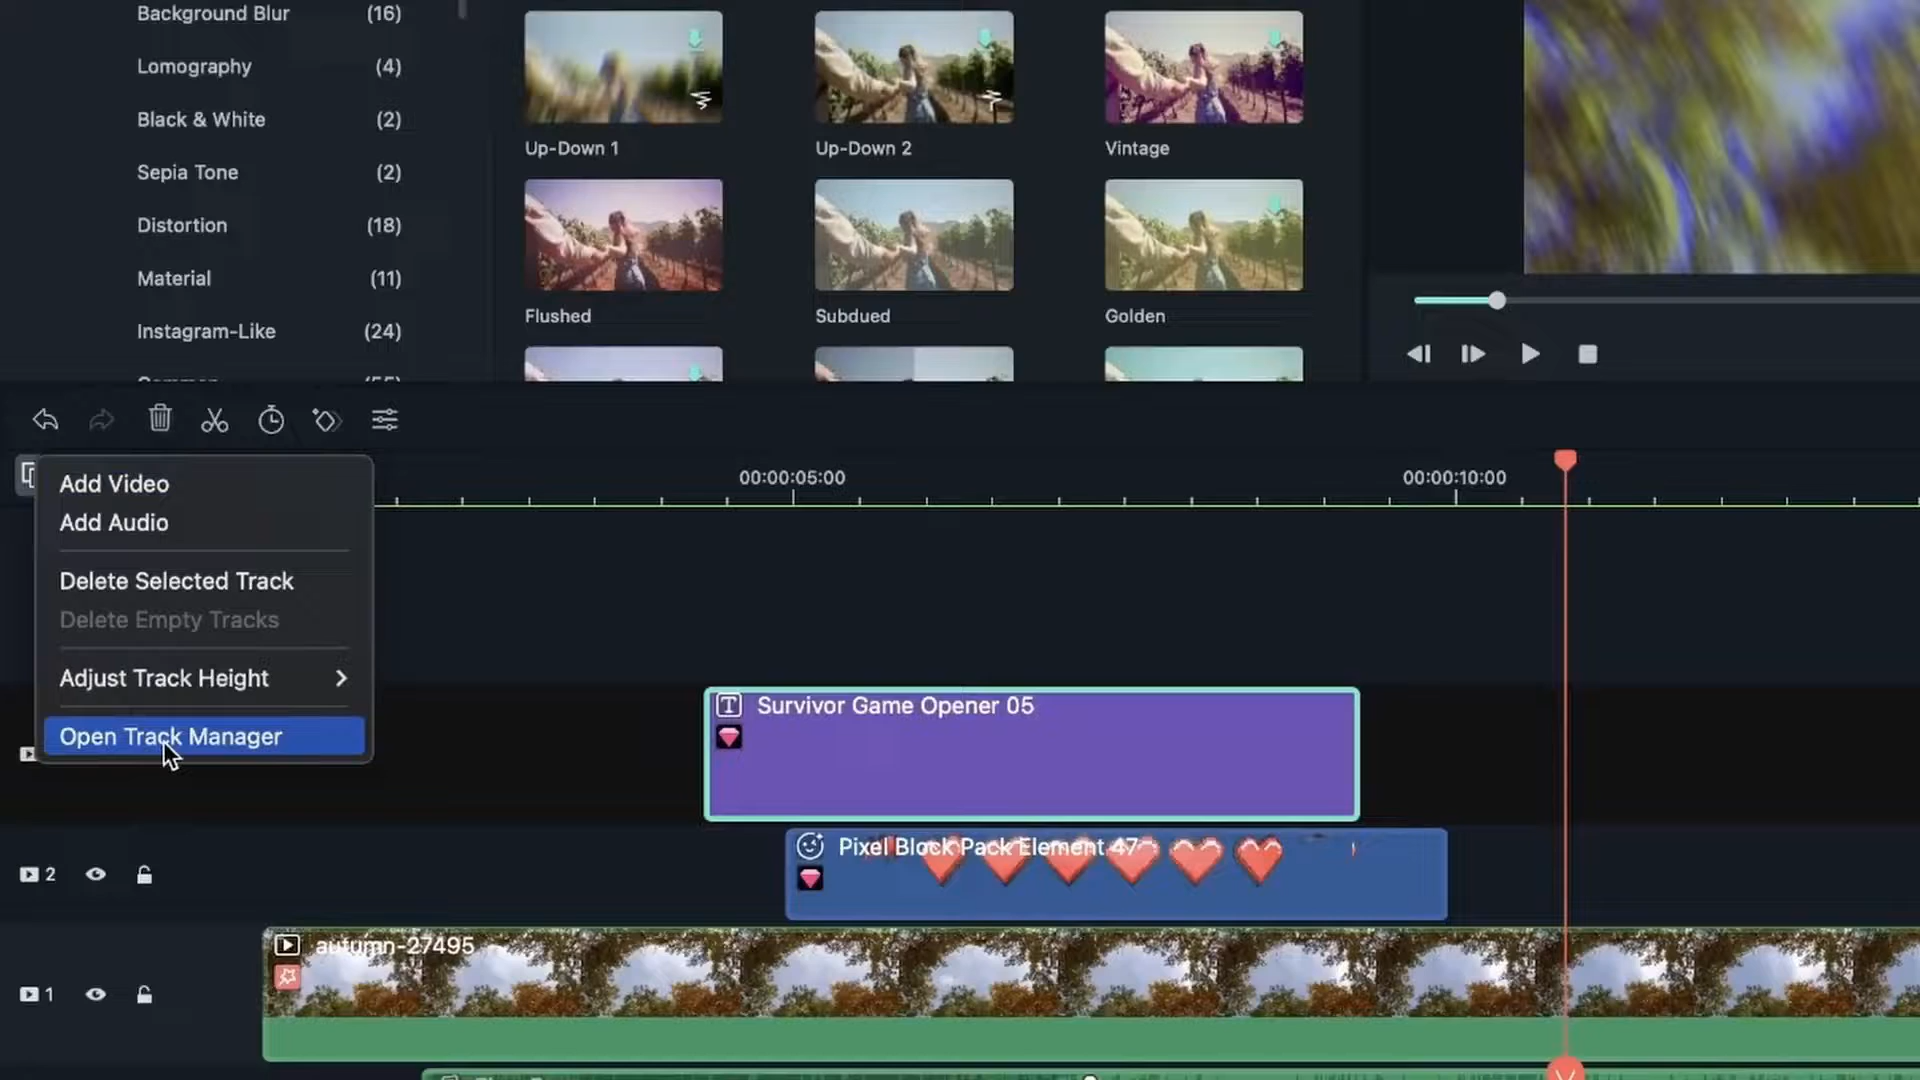 Background Blur (16)
Lomography (4)
Black & White (2)
Sepia Tone (2)
Distortion (18)
Material (11)
Instagram-Like (24)
Up-Down 1
Up-Down 2
Vintage
Flushed
Subdued
Golden
Add Video
Add Audio
Delete Selected Track
Delete Empty Tracks
Adjust Track Height
Open Track Manager
00:00:05:00
00:00:10:00
T Survivor Game Opener 05
2
Pixel Block Pack Element 47
autumn-27495
1